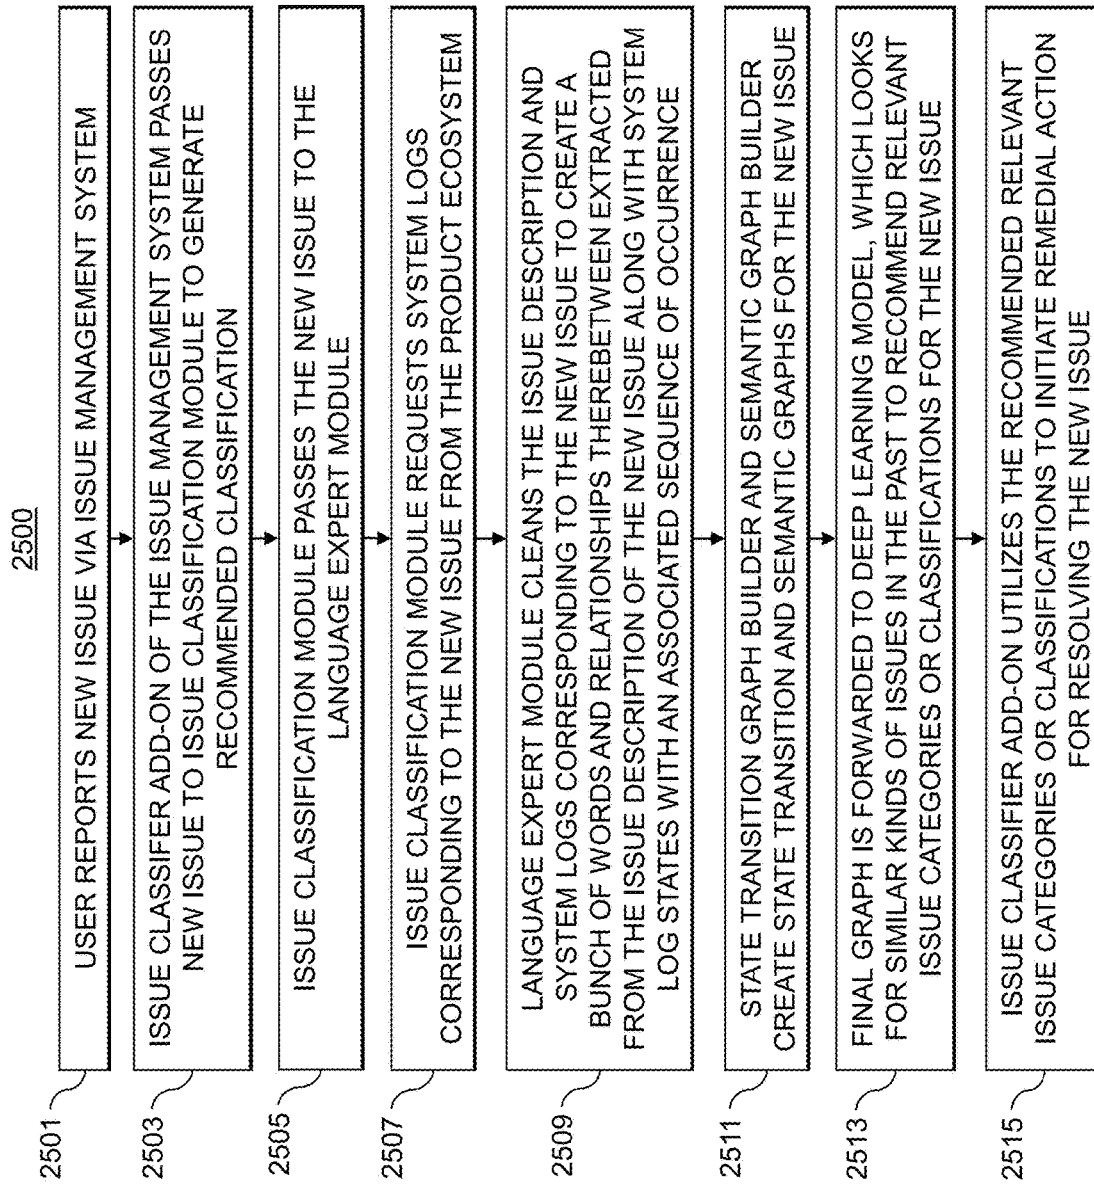 2500
2501
USER REPORTS NEW ISSUE VIA ISSUE MANAGEMENT SYSTEM
2503
ISSUE CLASSIFER ADD-ON OF THE ISSUE MANAGEMENT SYSTEM PASSES
NEW ISSUE TO ISSUE CLASSIFICATION MODULE TO GENERATE
RECOMMENDED CLASSIFICATION
2505
ISSUE CLASSIFICATION MODULE PASSES THE NEW ISSUE TO THE
LANGUAGE EXPERT MODULE
2507
ISSUE CLASSIFICATION MODULE REQUESTS SYSTEM LOGS
CORRESPONDING TO THE NEW ISSUE FROM THE PRODUCT ECOSYSTEM
2509
LANGUAGE EXPERT MODULE CLEANS THE ISSUE DESCRIPTION AND
SYSTEM LOGS CORRESPONDING TO THE NEW ISSUE TO CREATE A
BUNCH OF WORDS AND RELATIONSHIPS THEREBETWEEN EXTRACTED
FROM THE ISSUE DESCRIPTION OF THE NEW ISSUE ALONG WITH SYSTEM
LOG STATES WITH AN ASSOCIATED SEQUENCE OF OCCURRENCE
2511
STATE TRANSITION GRAPH BUILDER AND SEMANTIC GRAPH BUILDER
CREATE STATE TRANSITION AND SEMANTIC GRAPHS FOR THE NEW ISSUE
2513
FINAL GRAPH IS FORWARDED TO DEEP LEARNING MODEL, WHICH LOOKS
FOR SIMILAR KINDS OF ISSUES IN THE PAST TO RECOMMEND RELEVANT
ISSUE CATEGORIES OR CLASSIFICATIONS FOR THE NEW ISSUE
2515
ISSUE CLASSIFIER ADD-ON UTILIZES THE RECOMMENDED RELEVANT
ISSUE CATEGORIES OR CLASSIFICATIONS TO INITIATE REMEDIAL ACTION
FOR RESOLVING THE NEW ISSUE